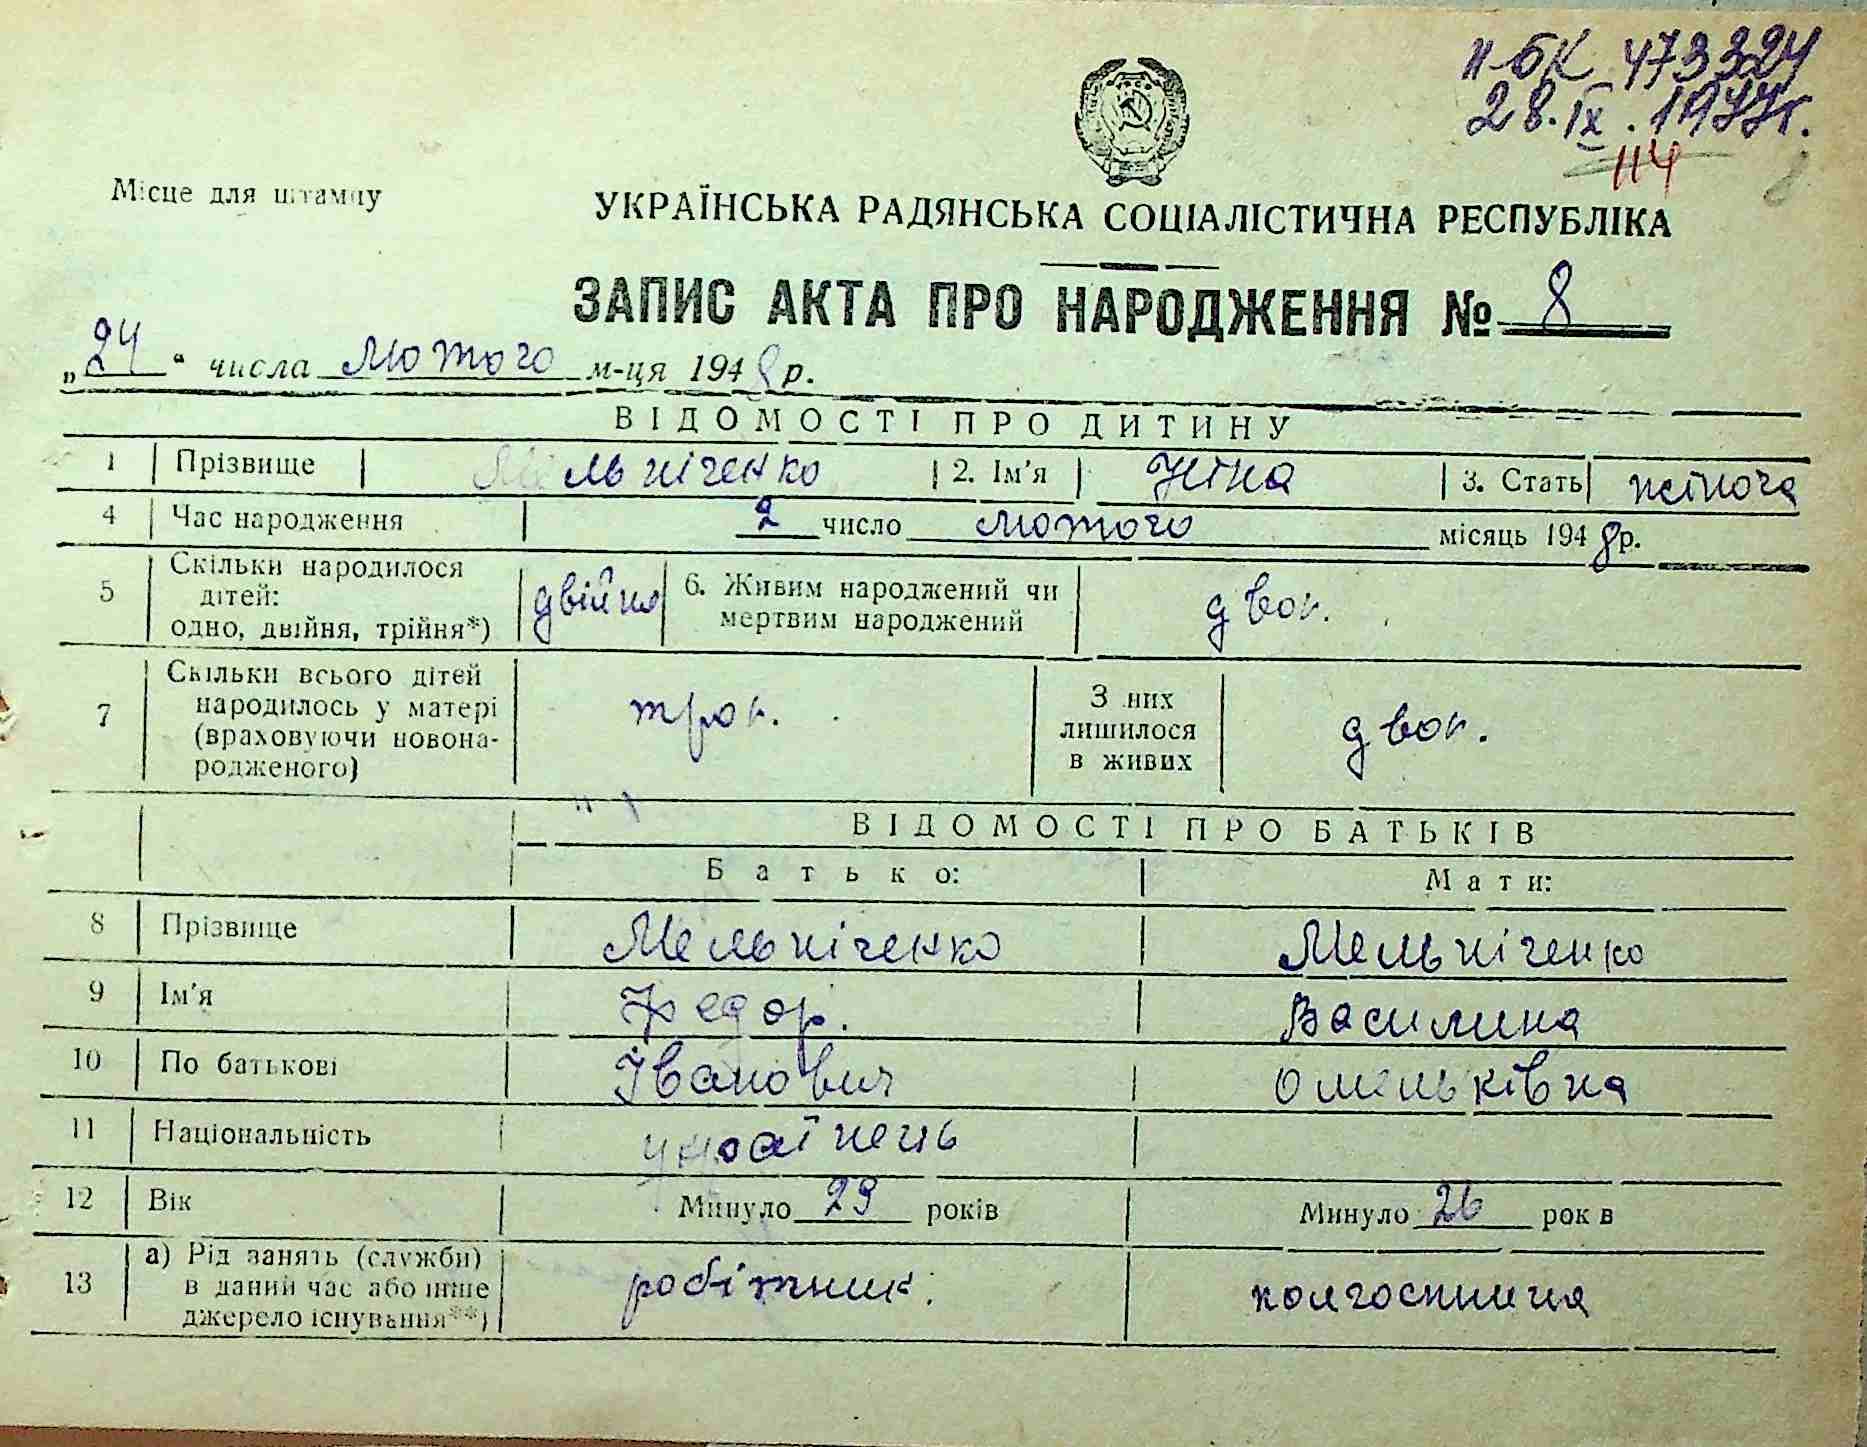 II-БК 473324
28.IX.1977г.
114
Місце для штампу
УКРАЇНСЬКА РАДЯНСЬКА СОЦІАЛІСТИЧНА РЕСПУБЛІКА
ЗАПИС АКТА ПРО НАРОДЖЕННЯ № 8
„24“ числа лютого м-ця 1948 р.
ВІДОМОСТІ ПРО ДИТИНУ
1 Прізвище Мельніченко 2. Ім'я Ніна 3. Стать жіноча
4 Час народження 2 число лютого місяць 1948 р.
5 Скільки народилося дітей: одно, двійня, трійня*) двійня 6. Живим народжений чи мертвим народжений двоє.
7 Скільки всього дітей народилось у матері (враховуючи новонародженого) троє. З них лишилося в живих двоє.
ВІДОМОСТІ ПРО БАТЬКІВ
Батько: Мати:
8 Прізвище Мельніченко Мельніченко
9 Ім'я Федор. Василина
10 По батькові Іванович Омельківна
11 Національність українець
12 Вік Минуло 29 років Минуло 26 рок в
13 а) Рід занять (служби) в даний час або інше джерело існування**) робітник. колгоспниця